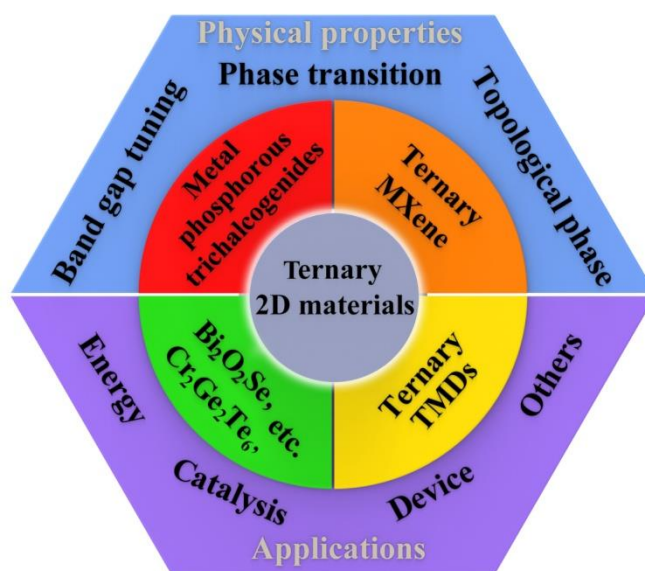 Physical properties
Phase transition
Band gap tuning
Topological phase
Metal
phosphorous
trichalcogenides
Ternary
MXene
Ternary
2D materials
Bi₂O₂Se,
Cr₂Ge₂Te₆, etc.
Ternary
TMDs
Energy
Catalysis
Device
Others
Applications